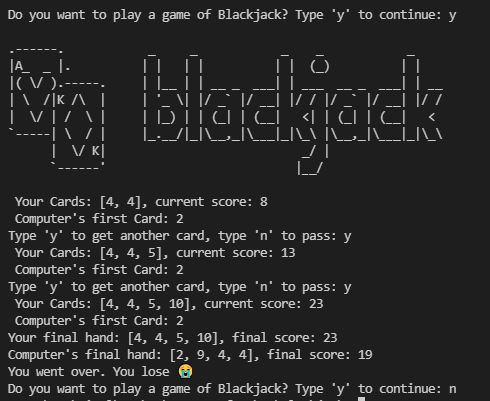 Do you want to play a game of Blackjack? Type 'y' to continue: y
.------.            _     _            _    _            _
|A_  _ |.          | |   | |          | |  (_)          | |
|( \/ ).-----.     | |__ | | __ _  ___| | ___  __ _  ___| | __
| \  /|K /\  |     | '_ \| |/ _` |/ __| |/ / |/ _` |/ __| |/ /
|  \/ | /  \ |     | |_) | | (_| | (__|   <| | (_| | (__|   <
`-----| \  / |     |_.__/|_|\__,_|\___|_|\_\ |\__,_|\___|_|\_\
      |  \/ K|                            _/ |
      `------'                           |__/
Your Cards: [4, 4], current score: 8
Computer's first Card: 2
Type 'y' to get another card, type 'n' to pass: y
Your Cards: [4, 4, 5], current score: 13
Computer's first Card: 2
Type 'y' to get another card, type 'n' to pass: y
Your Cards: [4, 4, 5, 10], current score: 23
Computer's first Card: 2
Your final hand: [4, 4, 5, 10], final score: 23
Computer's final hand: [2, 9, 4, 4], final score: 19
You went over. You lose 😭
Do you want to play a game of Blackjack? Type 'y' to continue: n